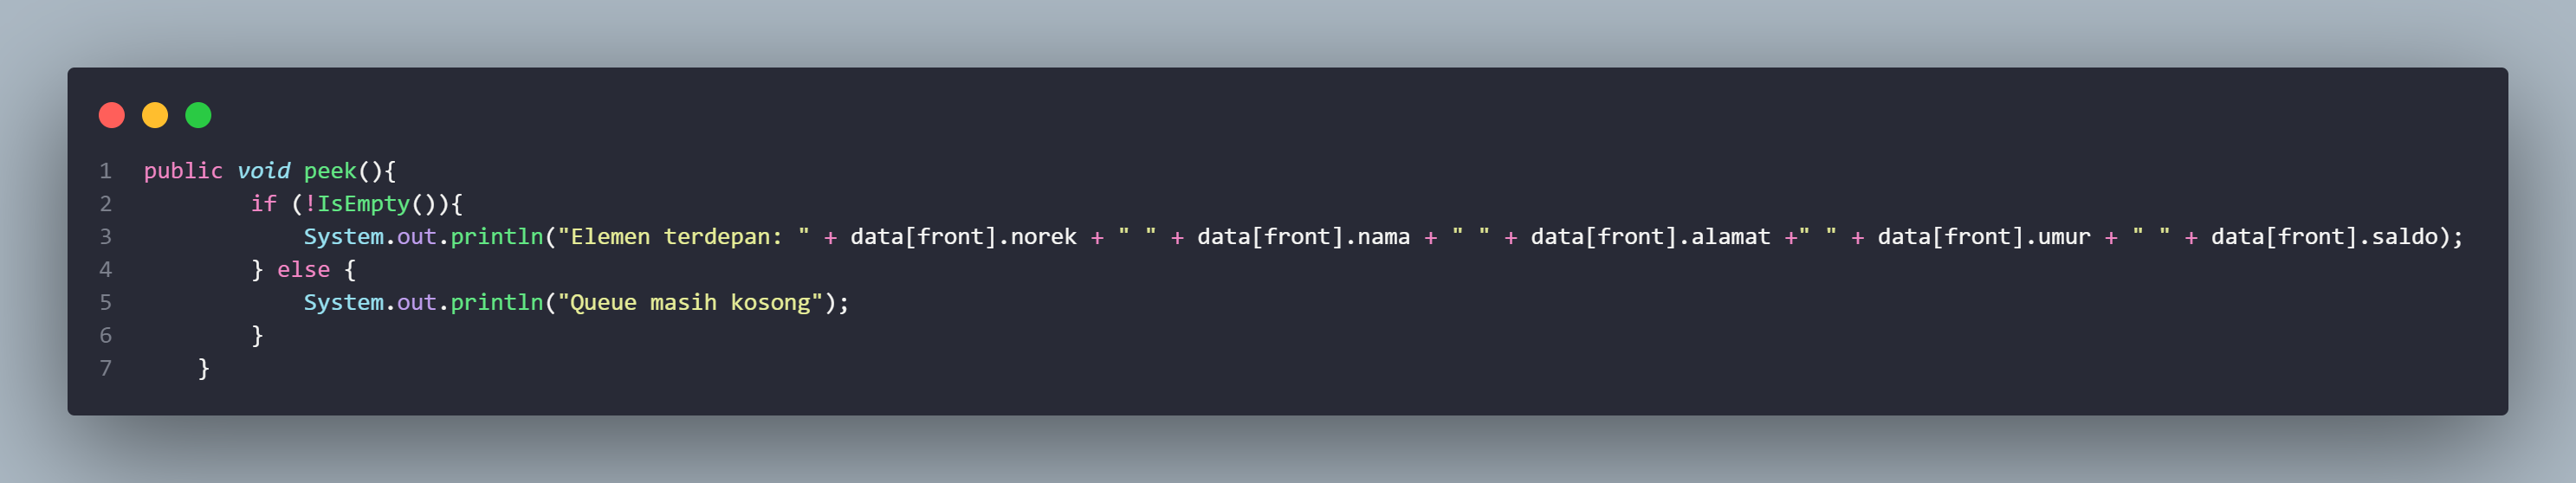 1 public void peek(){
2         if (!IsEmpty()){
3             System.out.println("Elemen terdepan: " + data[front].norek + " " + data[front].nama + " " + data[front].alamat +" " + data[front].umur + " " + data[front].saldo);
4         } else {
5             System.out.println("Queue masih kosong");
6         }
7     }